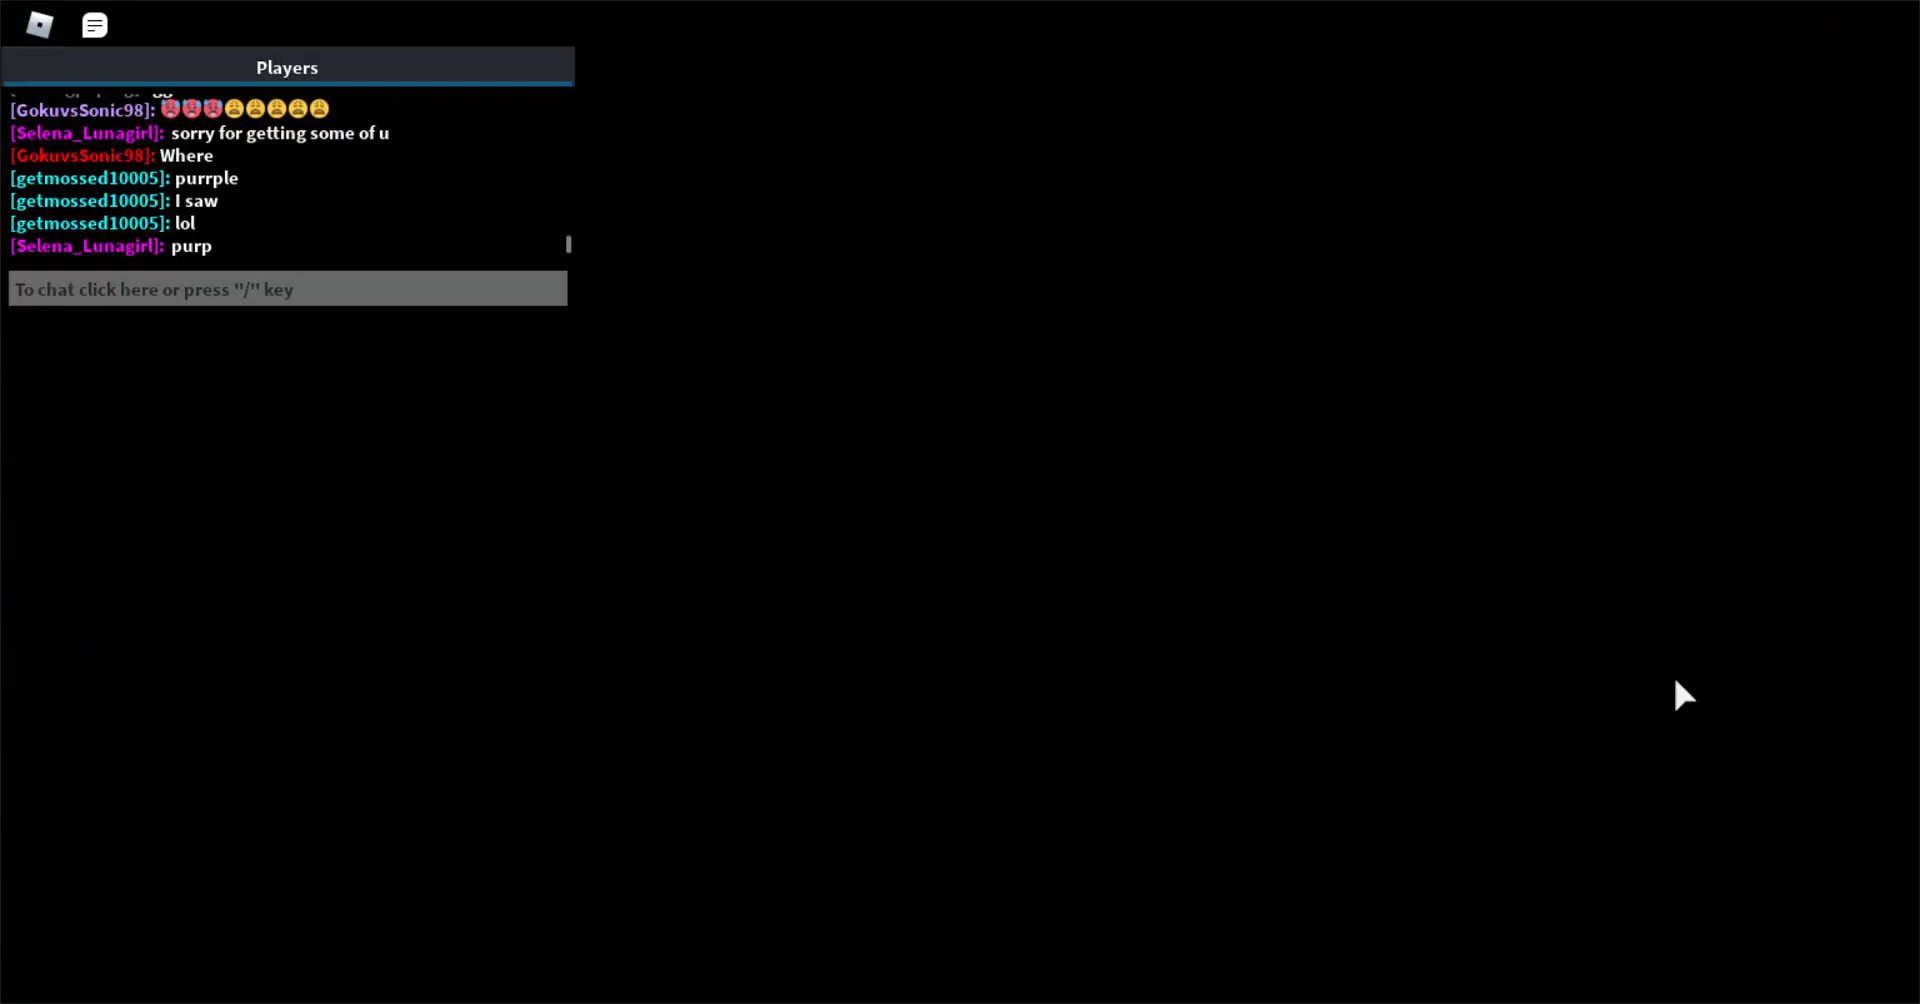 Players
[GokuvsSonic98]: 🥵🥵🥵😩😩😩😩😩
[Selena_Lunagirl]: sorry for getting some of u
[GokuvsSonic98]: Where
[getmossed10005]: purrple
[getmossed10005]: I saw
[getmossed10005]: lol
[Selena_Lunagirl]: purp
To chat click here or press "/" key